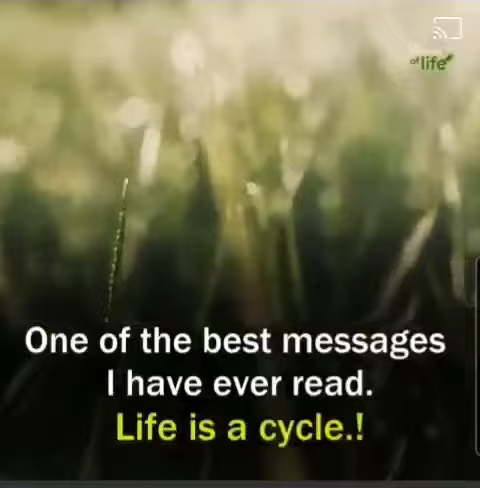 of life
One of the best messages
I have ever read.
Life is a cycle.!